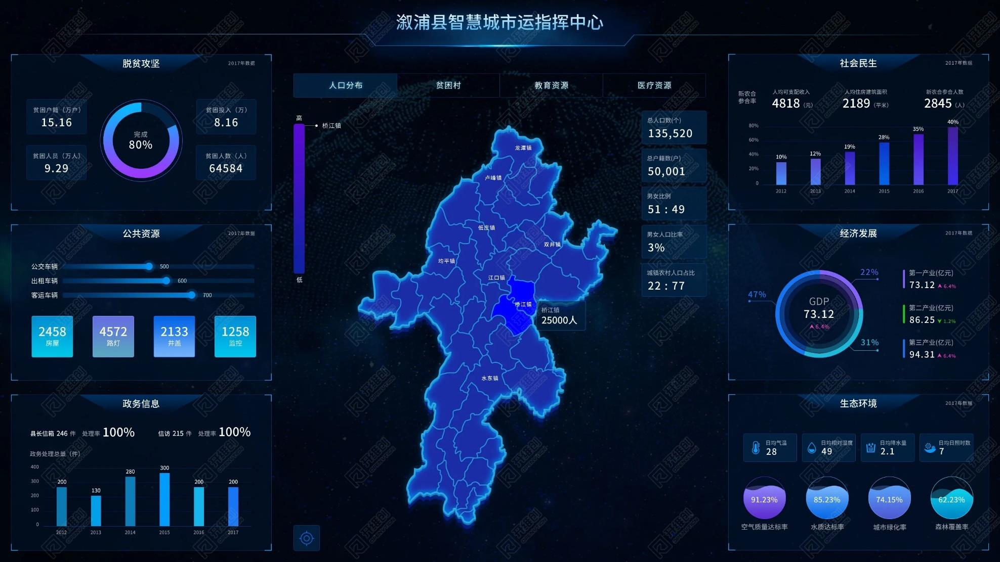 溆浦县智慧城市运指挥中心
脱贫攻坚
2017年数据
贫困户籍（万户）
15.16
贫困投入（万）
8.16
完成
80%
贫困人员（万人）
9.29
贫困人数（人）
64584
公共资源
2017年数据
公交车辆
500
出租车辆
600
客运车辆
700
2458
房屋
4572
路灯
2133
井盖
1258
监控
政务信息
县长信箱 246 件 处理率 100%
信访 215 件 处理率 100%
政务处理总量（件）
400
300
200
100
0
200
130
280
300
200
200
2012
2013
2014
2015
2016
2017
人口分布
贫困村
教育资源
医疗资源
高
桥江镇
低
龙潭镇
卢峰镇
低庄镇
双井镇
均平镇
江口镇
桥江镇
桥江镇
25000人
水东镇
总人口数(个)
135,520
总户籍数(户)
50,001
男女比例
51 : 49
男女人口比率
3%
城镇农村人口占比
22 : 77
社会民生
2017年数据
新农合
参合率
人均可支配收入
4818 (元)
人均住房建筑面积
2189 (平米)
新农合参合人数
2845 (人)
80%
60%
40%
20%
0
10%
12%
19%
28%
35%
40%
2012
2013
2014
2015
2016
2017
经济发展
2017年数据
22%
47%
31%
GDP
73.12
6.4%
第一产业(亿元)
73.12 6.4%
第二产业(亿元)
86.25 1.2%
第三产业(亿元)
94.31 6.4%
生态环境
2017年数据
日均气温
28
日均相对湿度
49
日均降水量
2.1
日均日照时数
7
91.23%
空气质量达标率
85.23%
水质达标率
74.15%
城市绿化率
62.23%
森林覆盖率